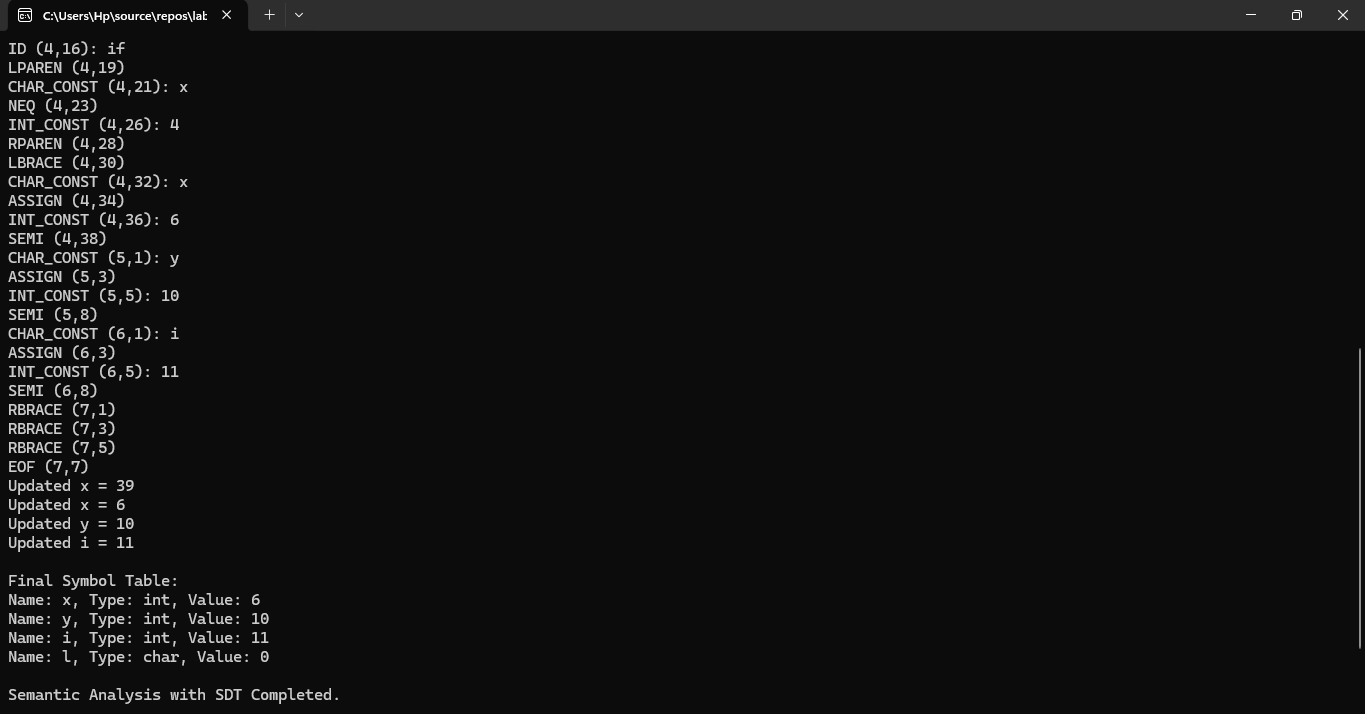 C:\Users\Hp\source\repos\lab
ID (4,16): if
LPAREN (4,19)
CHAR_CONST (4,21): x
NEQ (4,23)
INT_CONST (4,26): 4
RPAREN (4,28)
LBRACE (4,30)
CHAR_CONST (4,32): x
ASSIGN (4,34)
INT_CONST (4,36): 6
SEMI (4,38)
CHAR_CONST (5,1): y
ASSIGN (5,3)
INT_CONST (5,5): 10
SEMI (5,8)
CHAR_CONST (6,1): i
ASSIGN (6,3)
INT_CONST (6,5): 11
SEMI (6,8)
RBRACE (7,1)
RBRACE (7,3)
RBRACE (7,5)
EOF (7,7)
Updated x = 39
Updated x = 6
Updated y = 10
Updated i = 11
Final Symbol Table:
Name: x, Type: int, Value: 6
Name: y, Type: int, Value: 10
Name: i, Type: int, Value: 11
Name: l, Type: char, Value: 0
Semantic Analysis with SDT Completed.